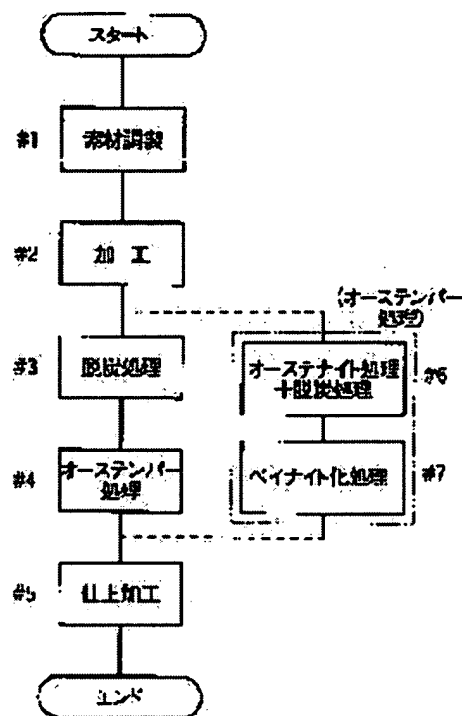 スタート
#1 素材調製
#2 加工
(オーステンパー
処理)
#3 脱炭処理
オーステナイト処理
+脱炭処理 #6
#4 オーステンパー
処理
ベイナイト化処理 #7
#5 仕上加工
エンド